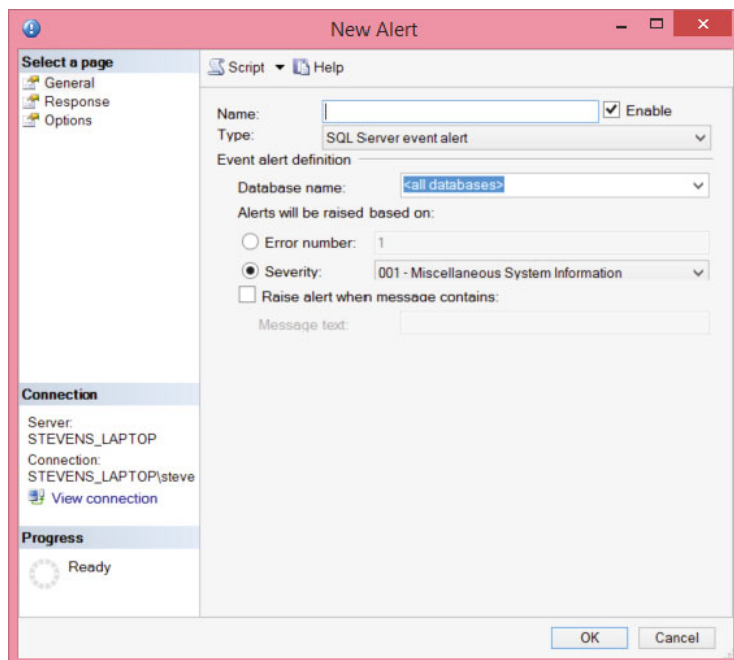 New Alert
Select a page
General
Response
Options
Script Help
Name: Enable
Type: SQL Server event alert
Event alert definition
Database name: <all databases>
Alerts will be raised based on:
Error number: 1
Severity: 001 - Miscellaneous System Information
Raise alert when message contains:
Message text:
Connection
Server:
STEVENS_LAPTOP
Connection:
STEVENS_LAPTOP\steve
View connection
Progress
Ready
OK Cancel